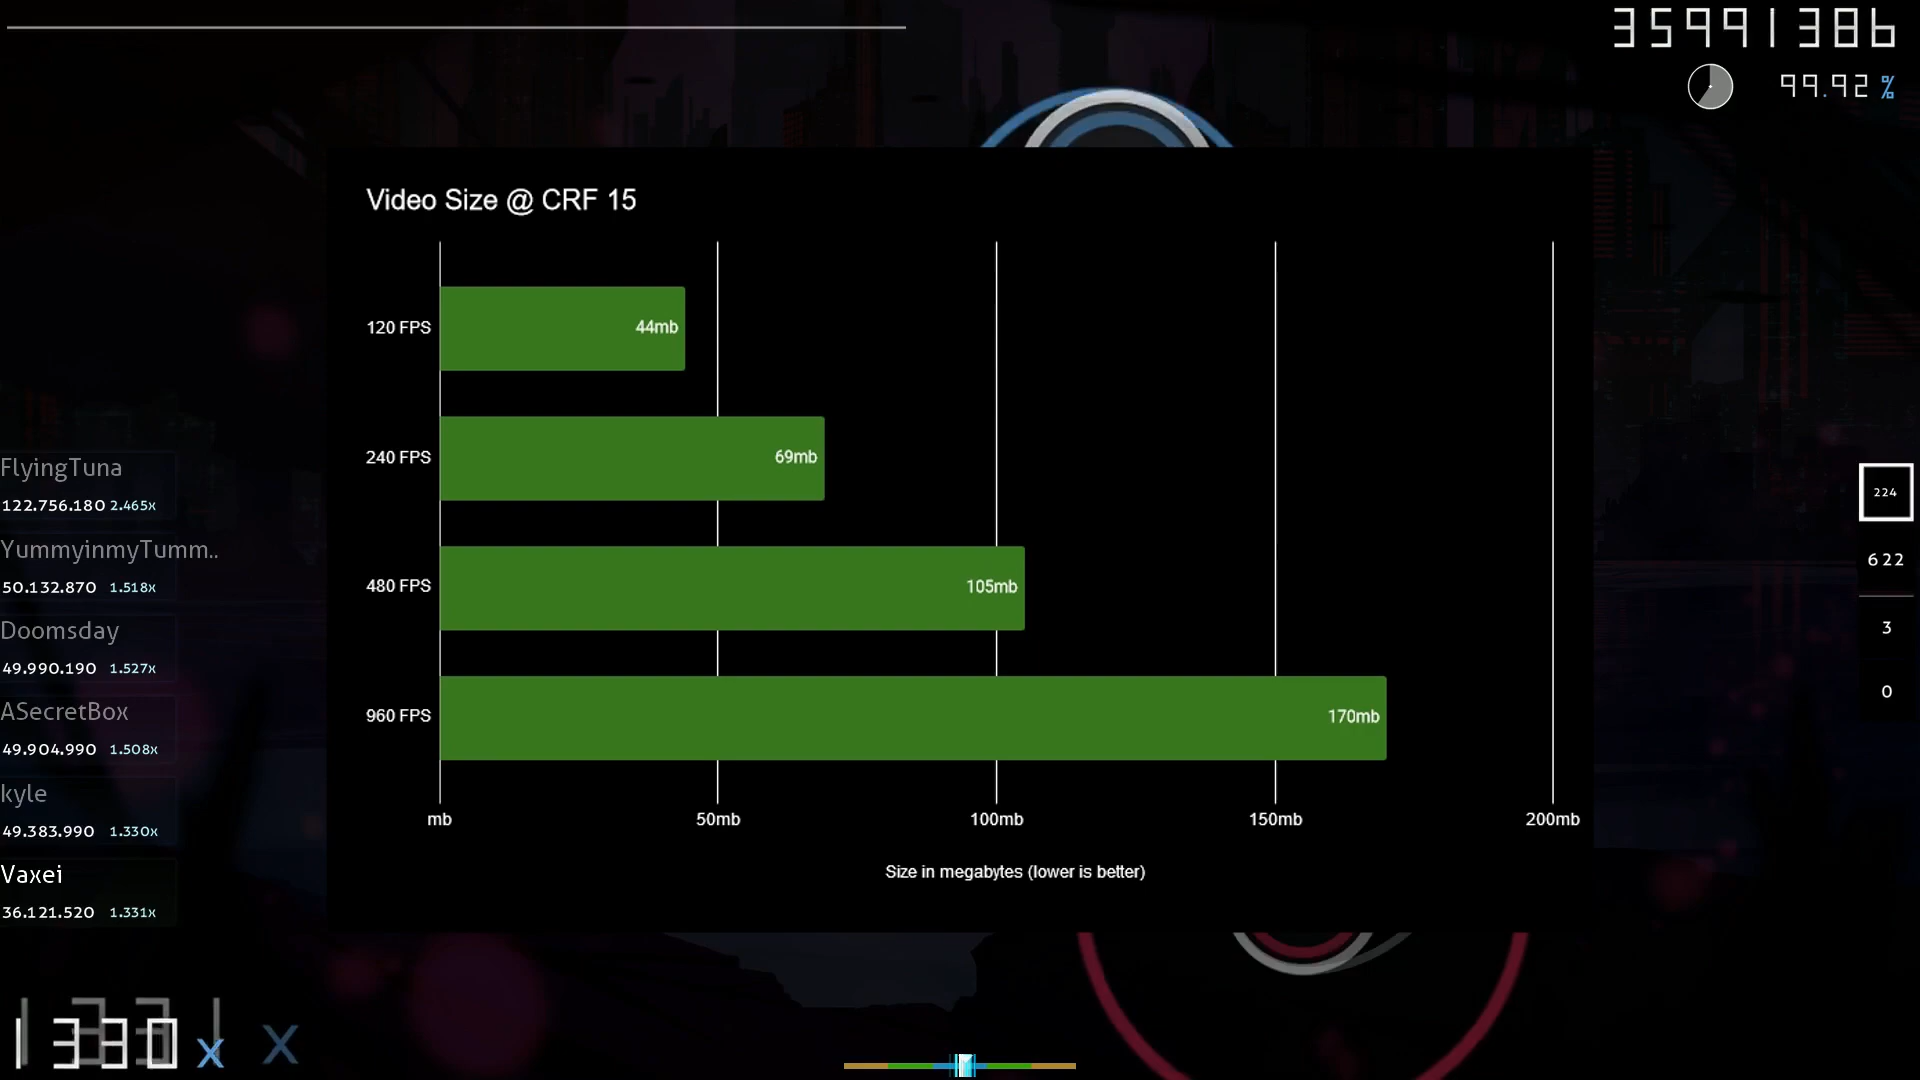 35991386
99.92 %
Video Size @ CRF 15
120 FPS 44mb
240 FPS 69mb
480 FPS 105mb
960 FPS 170mb
mb 50mb 100mb 150mb 200mb
Size in megabytes (lower is better)
FlyingTuna
122.756.180 2.465x
YummyinmyTumm..
50.132.870 1.518x
Doomsday
49.990.190 1.527x
ASecretBox
49.904.990 1.508x
kyle
49.383.990 1.330x
Vaxei
36.121.520 1.331x
224
622
3
0
1330x